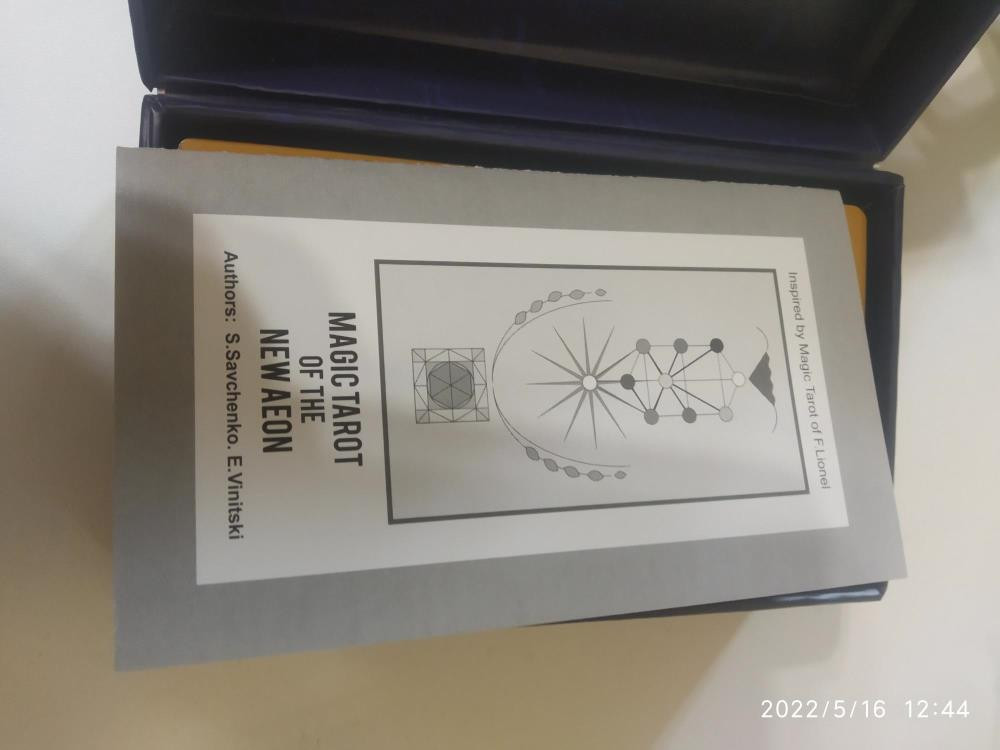 Inspired by Magic Tarot of F.Lionel
MAGIC TAROT
OF THE
NEW AEON
Authors: S.Savchenko. E.Vinitski
2022/5/16 12:44